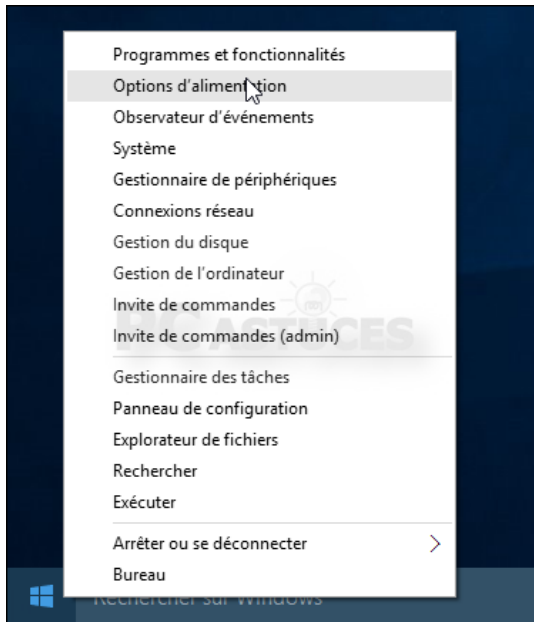 Programmes et fonctionnalités
Options d'alimentation
Observateur d'événements
Système
Gestionnaire de périphériques
Connexions réseau
Gestion du disque
Gestion de l'ordinateur
Invite de commandes
Invite de commandes (admin)
PC ASTUCES
Gestionnaire des tâches
Panneau de configuration
Explorateur de fichiers
Rechercher
Exécuter
Arrêter ou se déconnecter
Bureau
Rechercher sur Windows